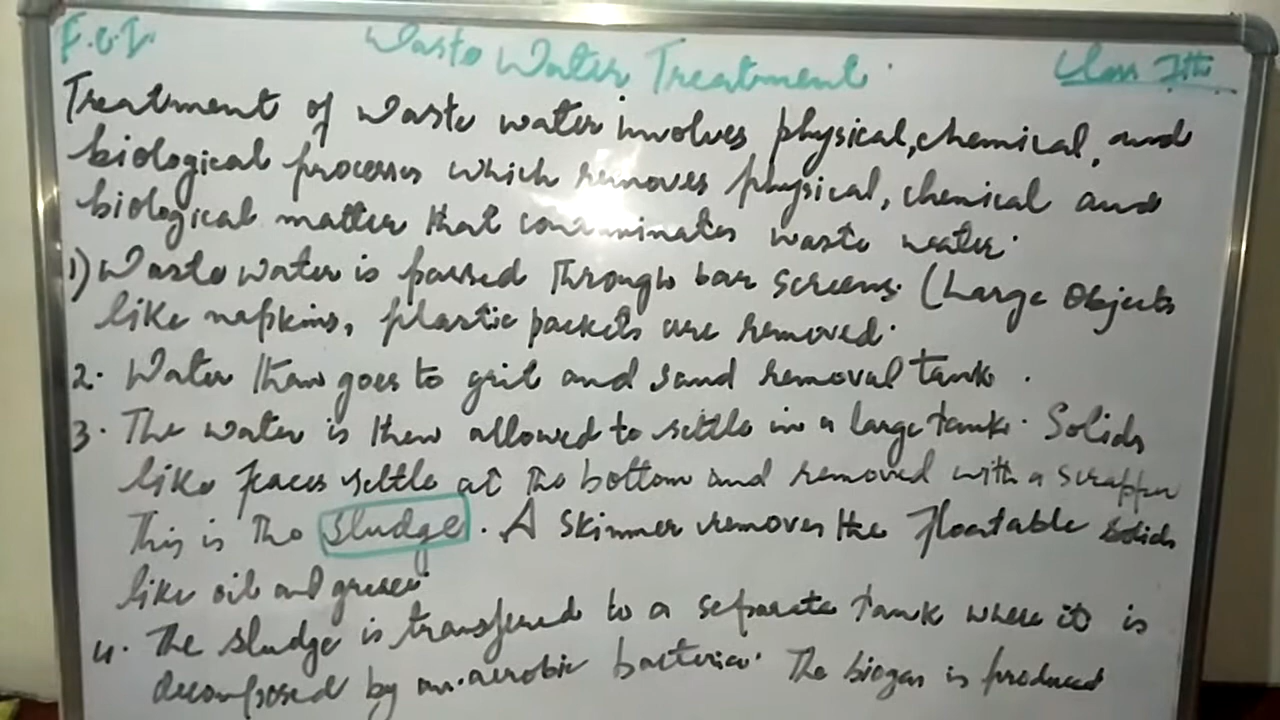 F.C.I. Waste Water Treatment. Class 7th
Treatment of waste water involves physical, chemical, and
biological processes which removes physical, chemical and
biological matter that contaminates waste water.
1) Waste water is passed through bar screens. (Large Objects
like napkins, plastic packets are removed.
2. Water then goes to grit and sand removal tank.
3. The water is then allowed to settle in a large tank. Solids
like feaces settle at the bottom and removed with a scrapper
This is the sludge. A skinner removes the floatable solids
like oil and grease.
4. The sludge is transfered to a separate tank where it is
decomposed by an.aerobic bacteria. The biogas is produced